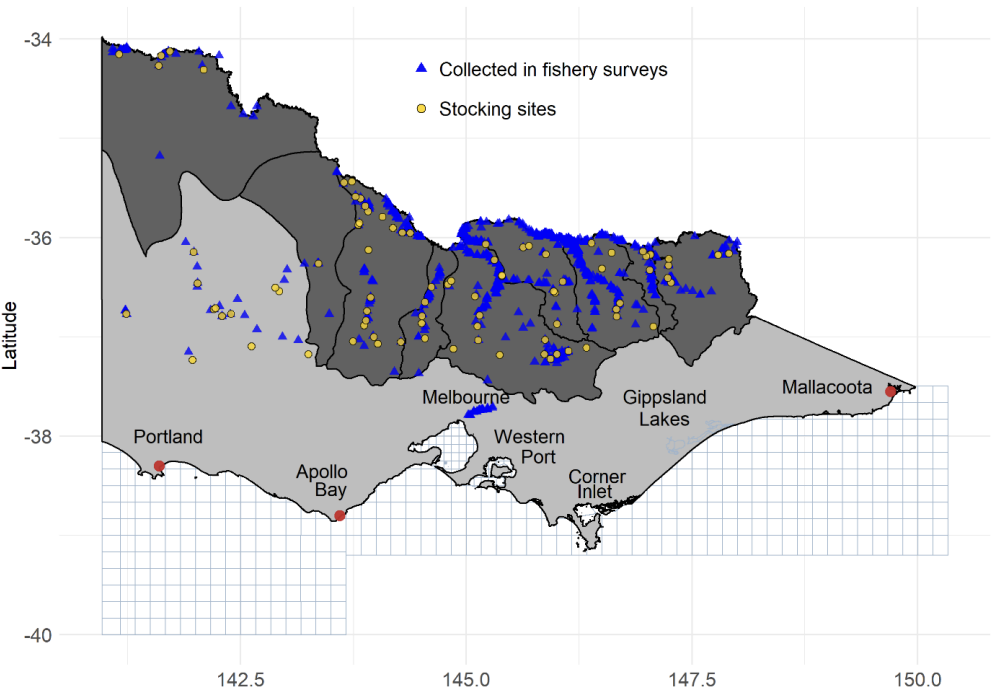 -34
Collected in fishery surveys
Stocking sites
-36
Latitude
Melbourne
Gippsland
Lakes
Mallacoota
-38
Portland
Western
Port
Apollo
Bay
Corner
Inlet
-40
142.5
145.0
147.5
150.0